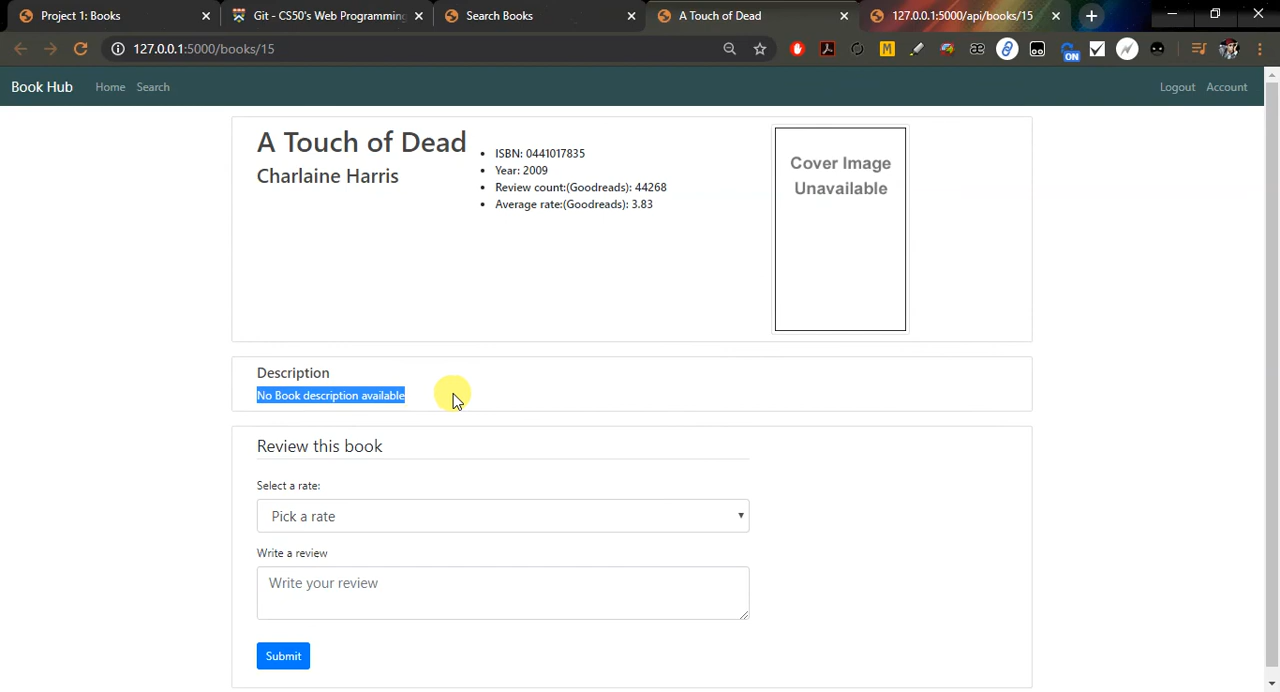 Project 1: Books
Git - CS50's Web Programming
Search Books
A Touch of Dead
127.0.0.1:5000/api/books/15
127.0.0.1:5000/books/15
M
æ
ON
Book Hub
Home
Search
Logout
Account
A Touch of Dead
Charlaine Harris
ISBN: 0441017835
Year: 2009
Review count:(Goodreads): 44268
Average rate:(Goodreads): 3.83
Cover Image
Unavailable
Description
No Book description available
Review this book
Select a rate:
Pick a rate
Write a review
Write your review
Submit